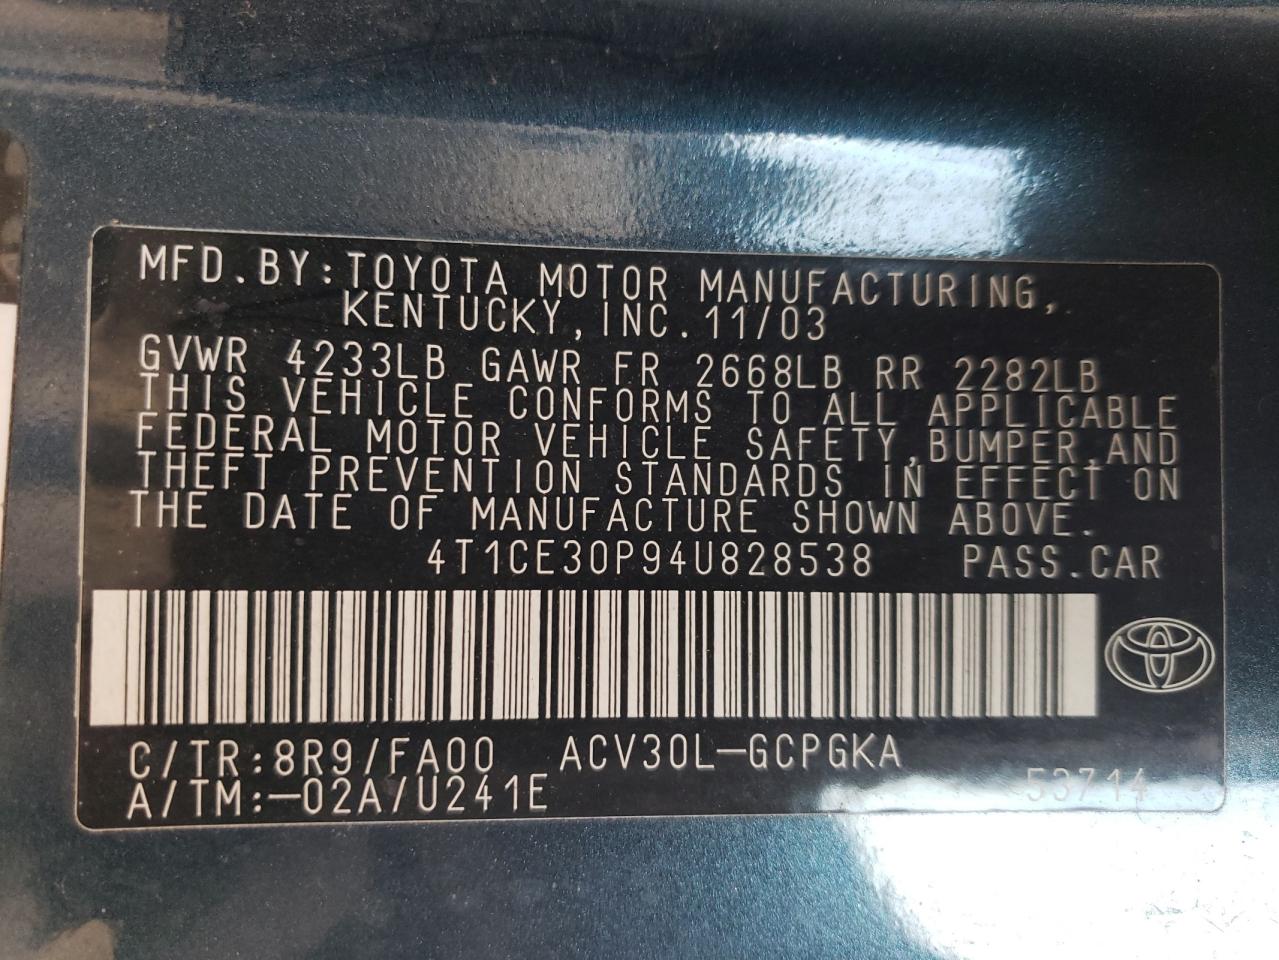 MFD.BY:TOYOTA MOTOR MANUFACTURING,
KENTUCKY,INC.11/03
GVWR 4233LB GAWR FR 2668LB RR 2282LB
THIS VEHICLE CONFORMS TO ALL APPLICABLE
FEDERAL MOTOR VEHICLE SAFETY,BUMPER,AND
THEFT PREVENTION STANDARDS IN EFFECT ON
THE DATE OF MANUFACTURE SHOWN ABOVE.
4T1CE30P94U828538 PASS.CAR
C/TR:8R9/FA00 ACV30L-GCPGKA
A/TM:-02A/U241E 53714